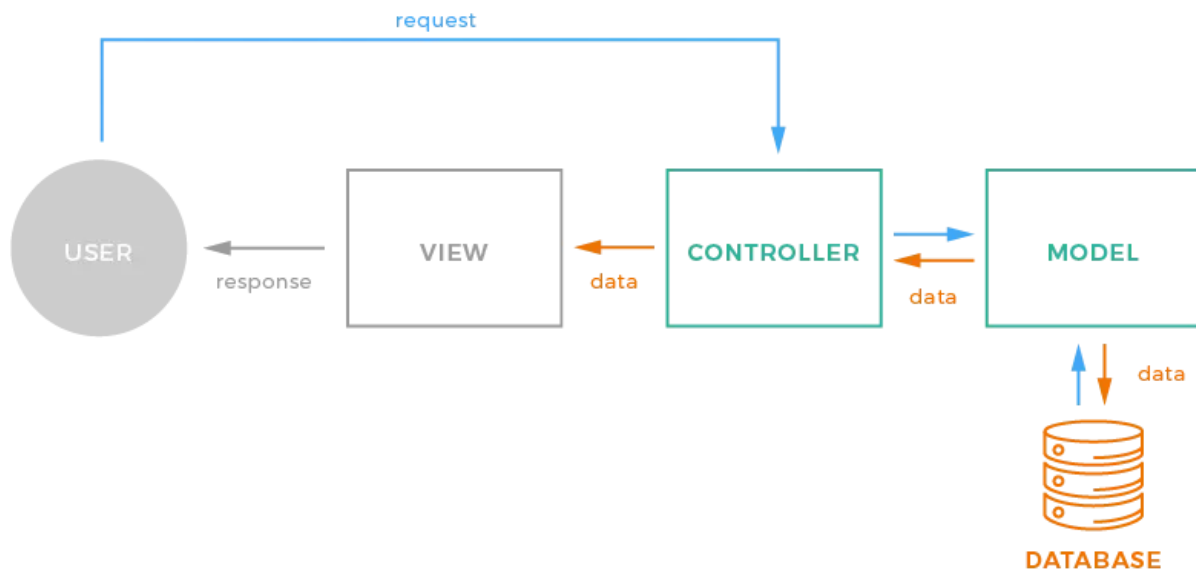 request
USER
VIEW
CONTROLLER
MODEL
response
data
data
data
DATABASE